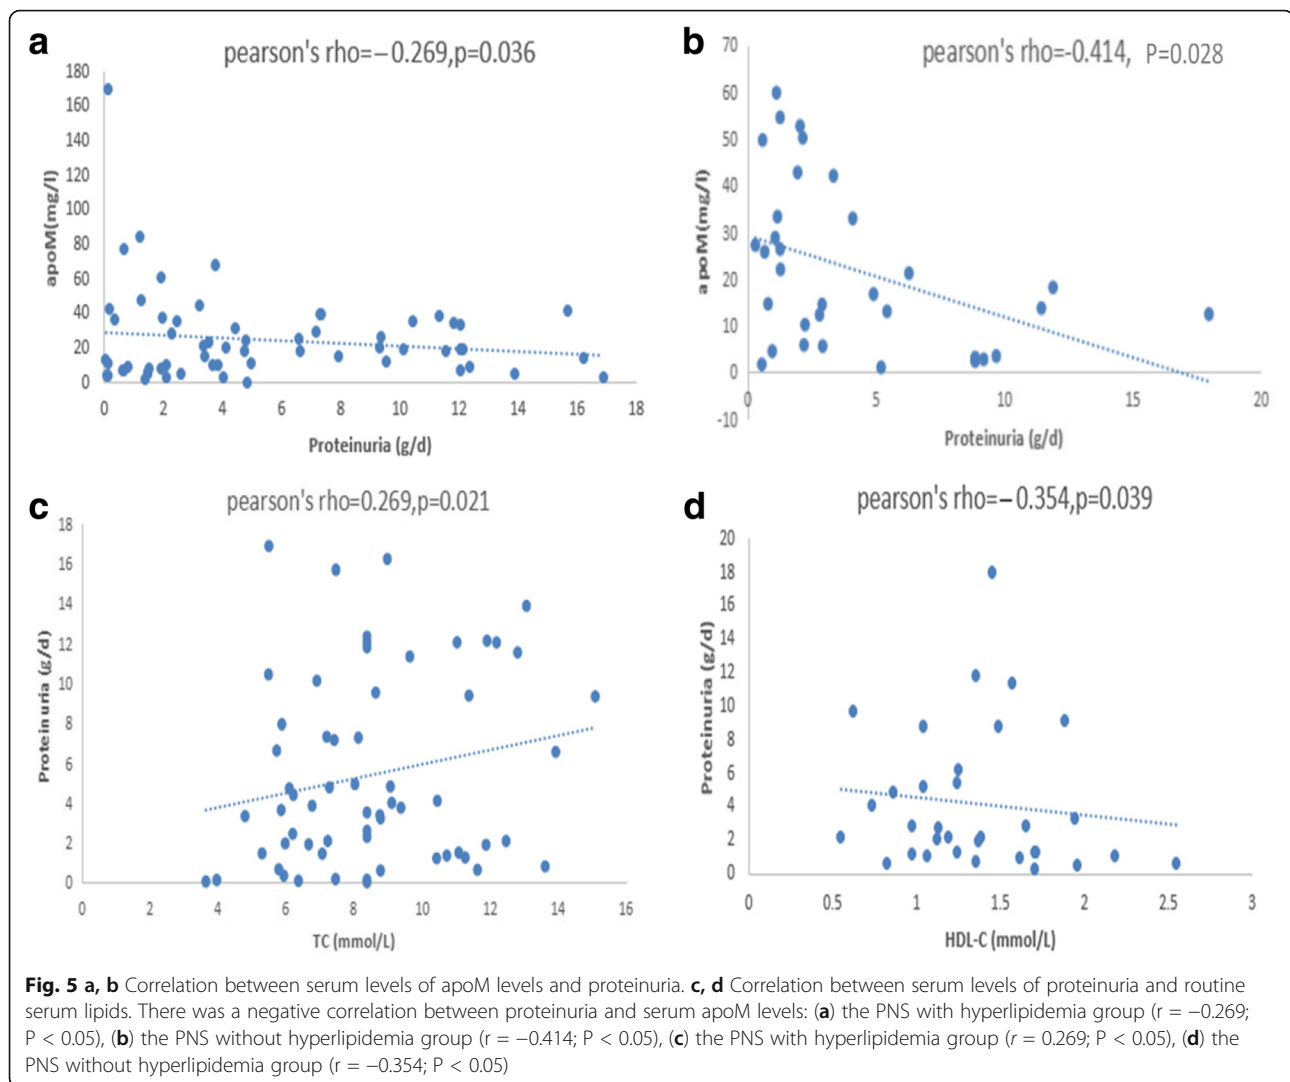 a
pearson's rho=−0.269,p=0.036
180
160
140
120
100
80
60
40
20
0
apoM(mg/l)
0 2 4 6 8 10 12 14 16 18
Proteinuria (g/d)
b
pearson's rho=-0.414, P=0.028
70
60
50
40
30
20
10
0
-10
apoM(mg/l)
0 5 10 15 20
Proteinuria (g/d)
c
pearson's rho=0.269,p=0.021
18
16
14
12
10
8
6
4
2
0
Proteinuria (g/d)
0 2 4 6 8 10 12 14 16
TC (mmol/L)
d
pearson's rho=−0.354,p=0.039
20
18
16
14
12
10
8
6
4
2
0
Proteinuria (g/d)
0 0.5 1 1.5 2 2.5 3
HDL-C (mmol/L)
Fig. 5 a, b Correlation between serum levels of apoM levels and proteinuria. c, d Correlation between serum levels of proteinuria and routine
serum lipids. There was a negative correlation between proteinuria and serum apoM levels: (a) the PNS with hyperlipidemia group (r = −0.269;
P < 0.05), (b) the PNS without hyperlipidemia group (r = −0.414; P < 0.05), (c) the PNS with hyperlipidemia group (r = 0.269; P < 0.05), (d) the
PNS without hyperlipidemia group (r = −0.354; P < 0.05)